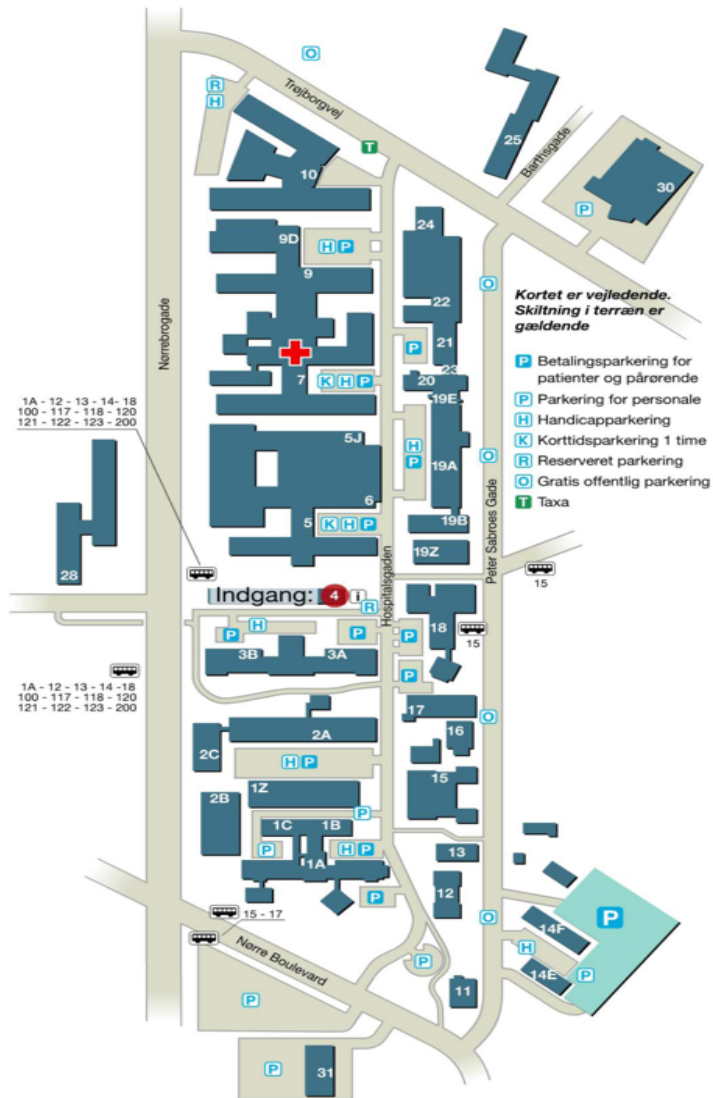 O
R
H
Trøjborgvej
T
25
Barthsgade
10
30
P
24
9D
H P
9
O
22
Kortet er vejledende.
Skiltning i terræn er
gældende
Nørrebrogade
21
P
23
7
K H P
20
19E
P Betalingsparkering for
patienter og pårørende
P Parkering for personale
H Handicapparkering
K Korttidsparkering 1 time
R Reserveret parkering
O Gratis offentlig parkering
T Taxa
1A - 12 - 13 - 14- 18
100 - 117 - 118 - 120
121 - 122 - 123 - 200
5J
H
P
19A
O
6
5
K H P
19B
Peter Sabroes Gade
19Z
28
15
Indgang: 4 i
R
Hospitalsgaden
H
P
P
P
18
15
3B
3A
P
1A - 12 - 13 - 14 -18
100 - 117 - 118 - 120
121 - 122 - 123 - 200
17
O
2A
16
2C
H P
15
1Z
2B
P
1C
1B
P
H P
13
1A
12
P
O
P
15 - 17
14F
H
Nørre Boulevard
P
14E
P
11
P
P
31